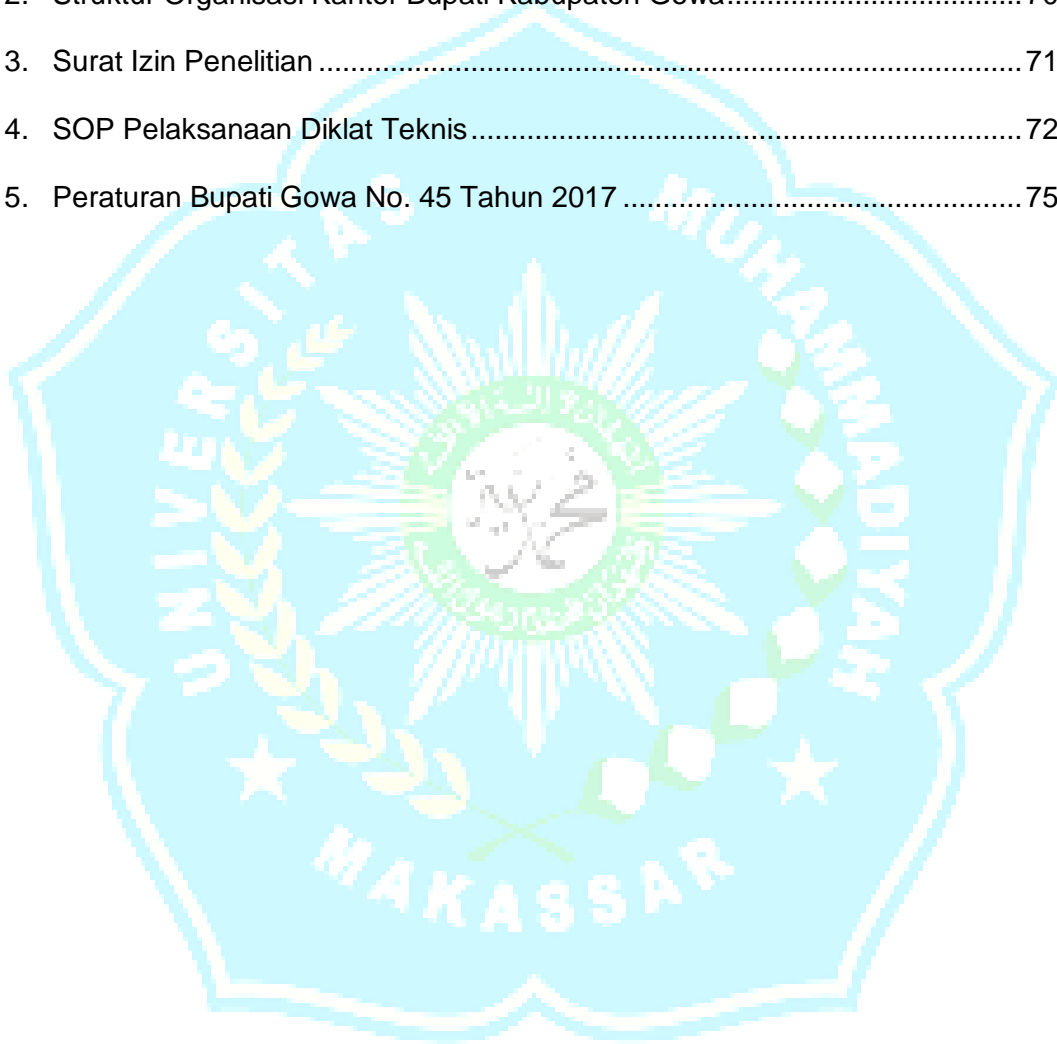 2. Struktur Organisasi Kantor Bupati Kabupaten Gowa.....................................70
3. Surat Izin Penelitian..........................................................................................71
4. SOP Pelaksanaan Diklat Teknis......................................................................72
5. Peraturan Bupati Gowa No. 45 Tahun 2017...................................................75
UNIVERSITAS MUHAMMADIYAH
MAKASSAR